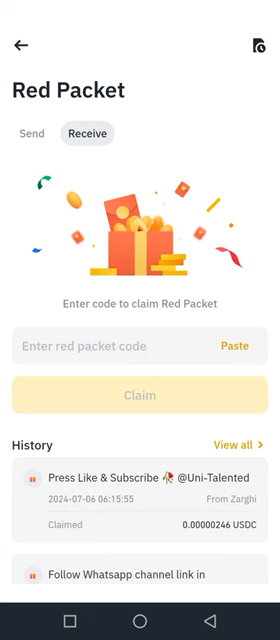 Red Packet
Send
Receive
Enter code to claim Red Packet
Enter red packet code
Paste
Claim
History
View all
Press Like & Subscribe 🥀 @Uni-Talented
2024-07-06 06:15:55
From Zarghi
Claimed
0.00000246 USDC
Follow Whatsapp channel link in